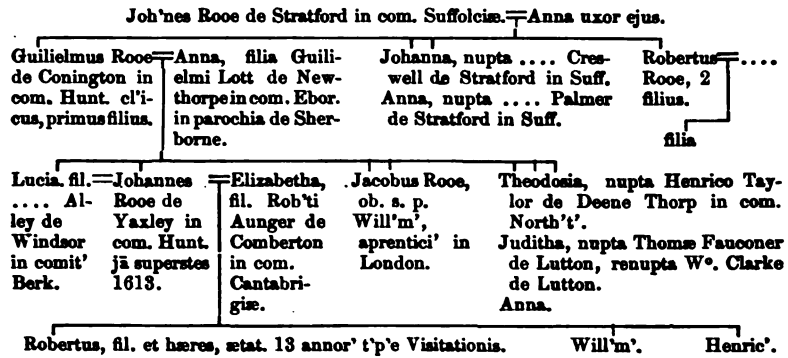 Joh'nes Rooe de Stratford in com. Suffolciæ.=Anna uxor ejus.
Guilielmus Rooe=
de Conington in
com. Hunt. cl'i-
cus, primus filius.
Anna, filia Guili-
elmi Lott de New-
thorpe in com. Ebor.
in parochia de Sher-
borne.
Johanna, nupta .... Cres-
well de Stratford in Suff.
Anna, nupta .... Palmer
de Stratford in Suff.
Robertus=....
Rooe, 2
filius.
filia
Lucia. fil.=
.... Al-
ley de
Windsor
in comit'
Berk.
Johannes=
Rooe de
Yaxley in
com. Hunt.
jā superstes
1613.
Elizabetha,
fil. Rob'ti
Aunger de
Comberton
in com.
Cantabri-
giæ.
Jacobus Rooe,
ob. s. p.
Will'm',
aprentici' in
London.
Theodosia, nupta Henrico Tay-
lor de Deene Thorp in com.
North't'.
Juditha, nupta Thomæ Fauconer
de Lutton, renupta Wº. Clarke
de Lutton.
Anna.
Robertus, fil. et hæres, ætat. 13 annor' t'p'e Visitationis. Will'm'. Henric'.